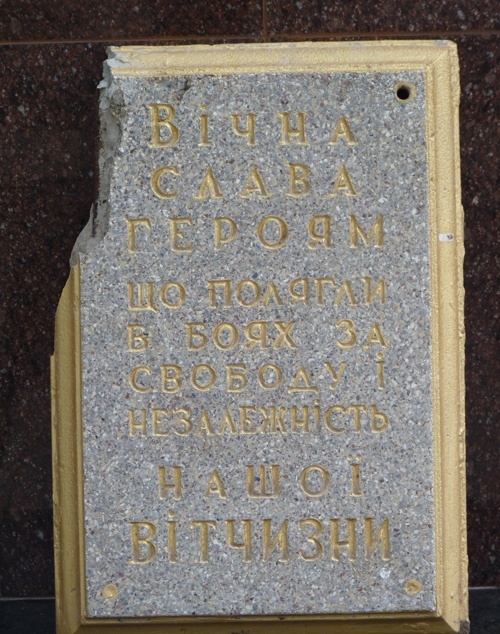 Вічна
слава
героям
що полягли
в боях за
свободу і
незалежність
нашої
вітчизни